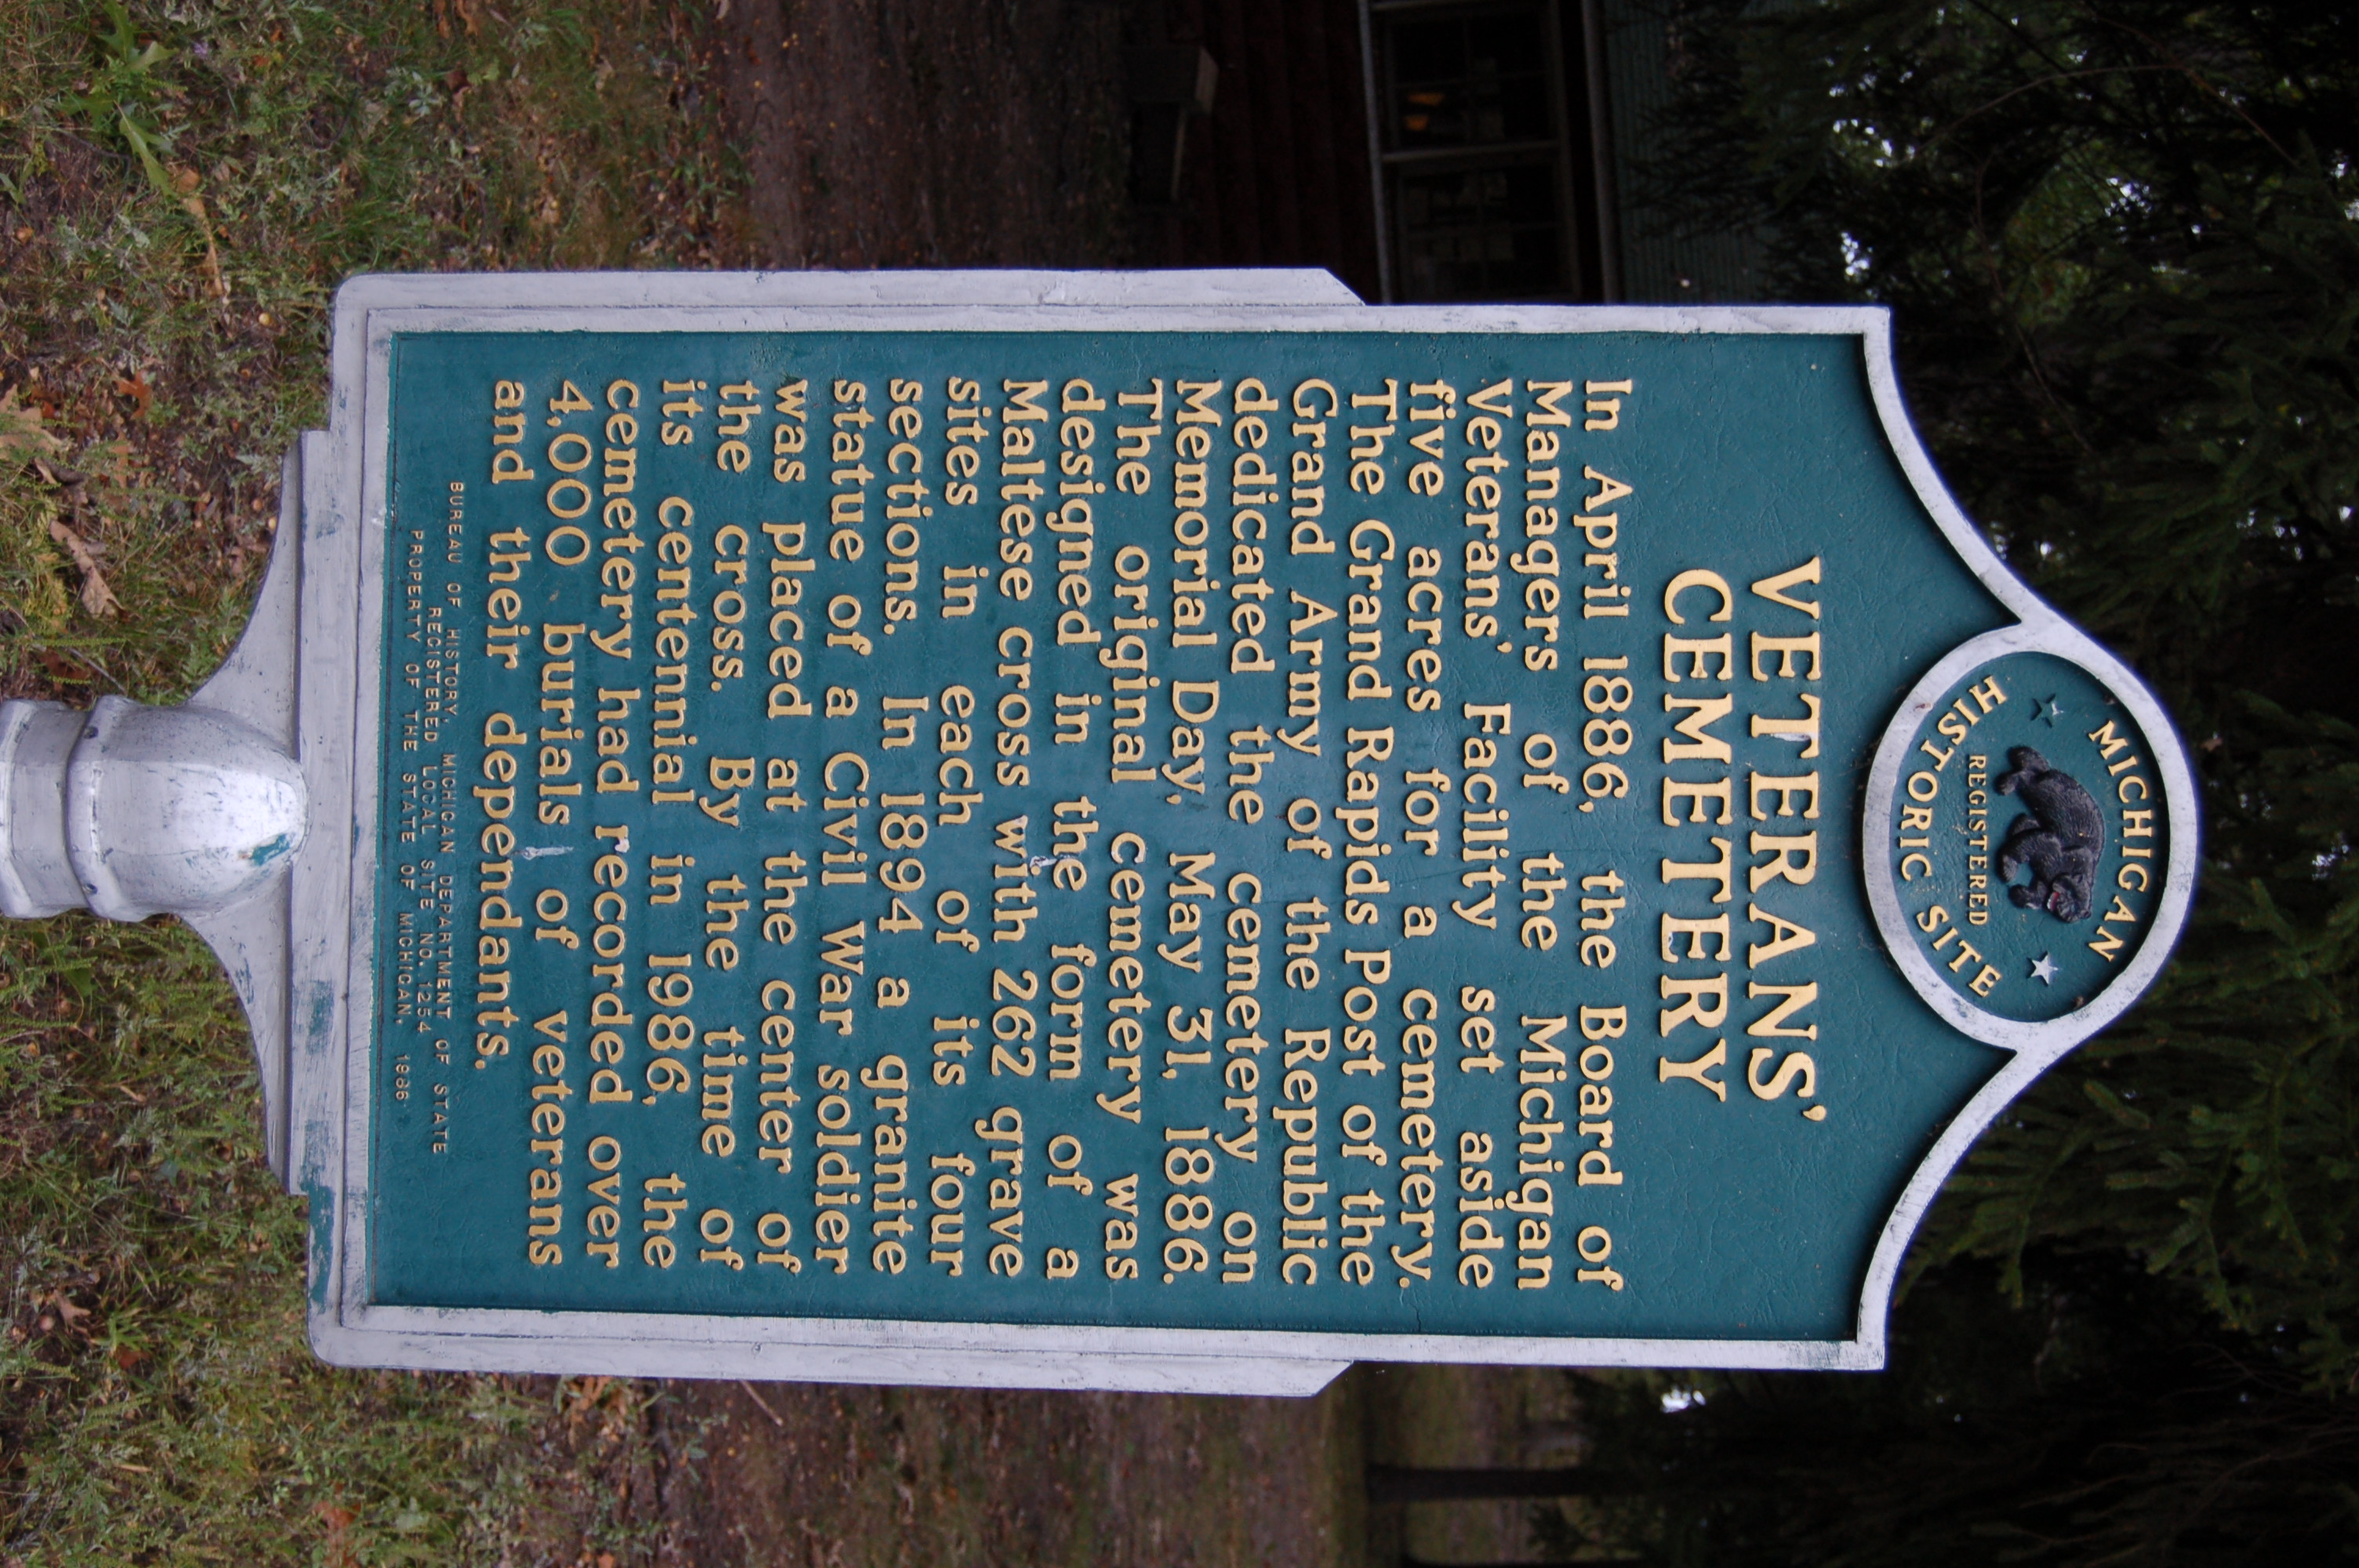 MICHIGAN
REGISTERED
HISTORIC SITE
VETERANS'
CEMETERY
In April 1886, the Board of
Managers of the Michigan
Veterans' Facility set aside
five acres for a cemetery.
The Grand Rapids Post of the
Grand Army of the Republic
dedicated the cemetery on
Memorial Day, May 31, 1886.
The original cemetery was
designed in the form of a
Maltese cross with 262 grave
sites in each of its four
sections. In 1894 a granite
statue of a Civil War soldier
was placed at the center of
the cross. By the time of
its centennial in 1986, the
cemetery had recorded over
4,000 burials of veterans
and their dependants.
BUREAU OF HISTORY, MICHIGAN DEPARTMENT OF STATE
REGISTERED LOCAL SITE NO. 1254
PROPERTY OF THE STATE OF MICHIGAN, 1986